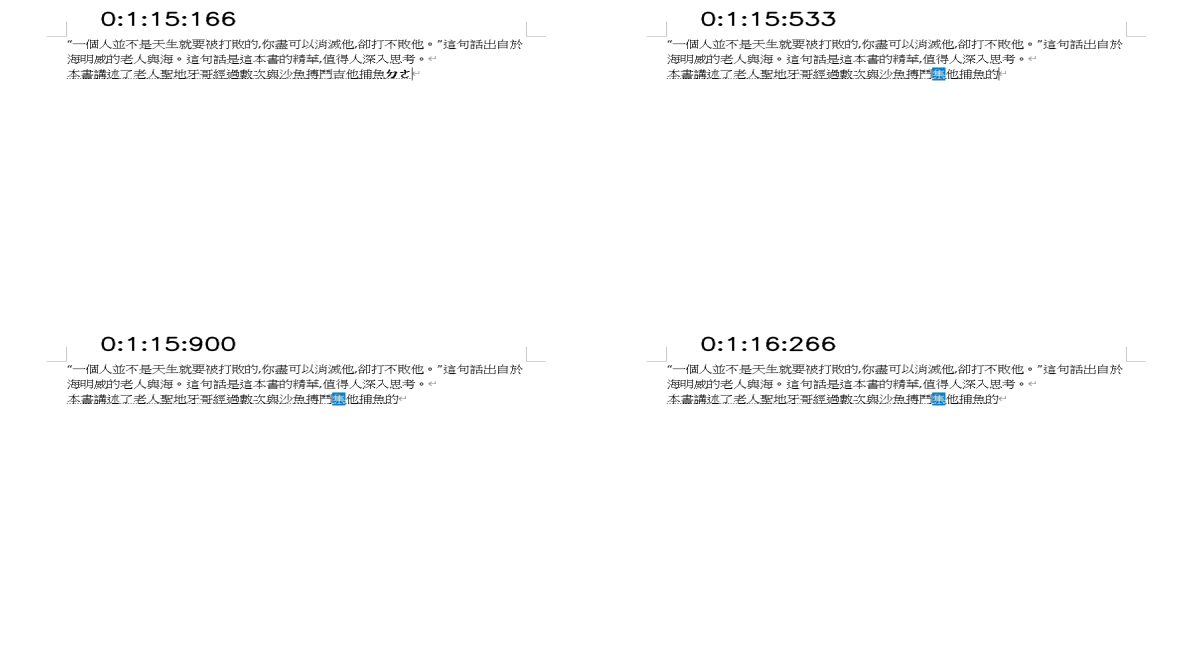 0:1:15:166
“一個人並不是天生就要被打敗的,你盡可以消滅他,卻打不敗他。”這句話出自於
海明威的老人與海。這句話是這本書的精華,值得人深入思考。
本書講述了老人聖地牙哥經過數次與沙魚搏鬥吉他捕魚ㄉㄜ
0:1:15:533
“一個人並不是天生就要被打敗的,你盡可以消滅他,卻打不敗他。”這句話出自於
海明威的老人與海。這句話是這本書的精華,值得人深入思考。
本書講述了老人聖地牙哥經過數次與沙魚搏鬥集他捕魚的
0:1:15:900
“一個人並不是天生就要被打敗的,你盡可以消滅他,卻打不敗他。”這句話出自於
海明威的老人與海。這句話是這本書的精華,值得人深入思考。
本書講述了老人聖地牙哥經過數次與沙魚搏鬥集他捕魚的
0:1:16:266
“一個人並不是天生就要被打敗的,你盡可以消滅他,卻打不敗他。”這句話出自於
海明威的老人與海。這句話是這本書的精華,值得人深入思考。
本書講述了老人聖地牙哥經過數次與沙魚搏鬥集他捕魚的